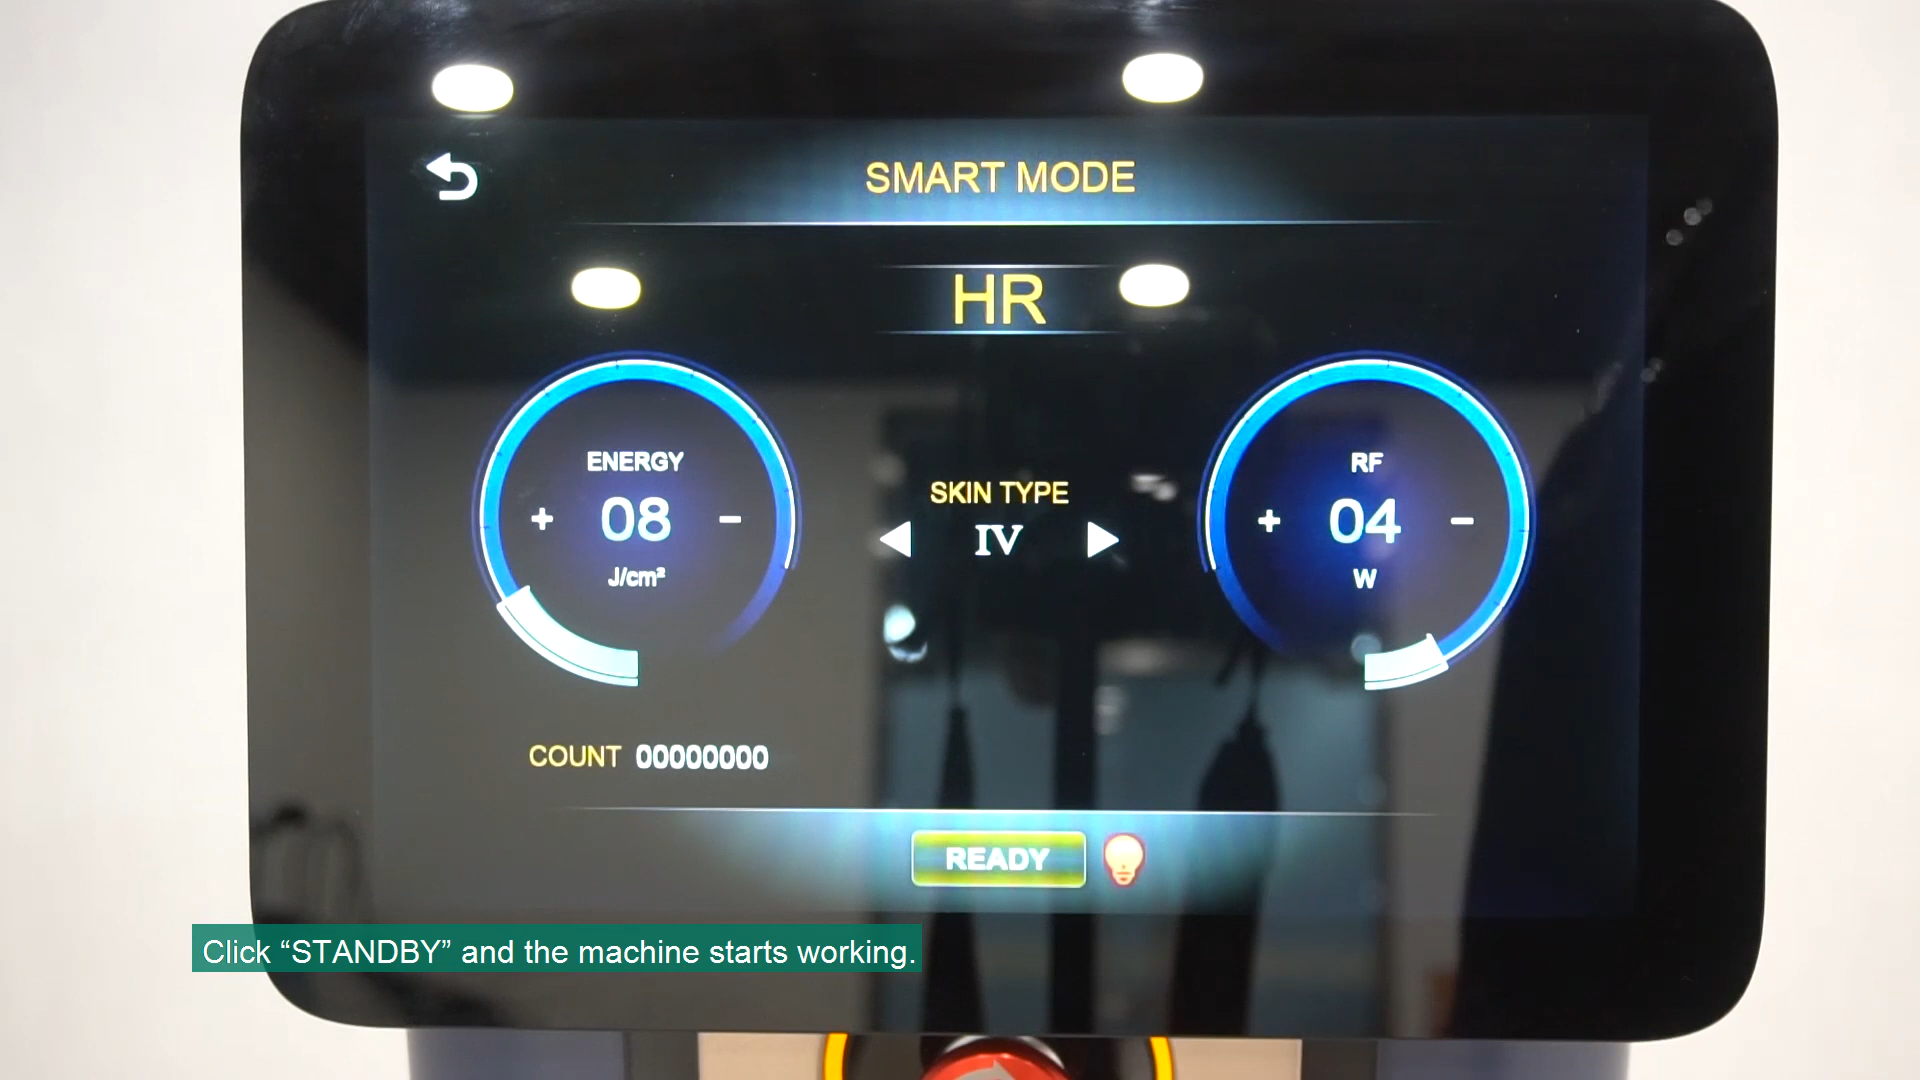 SMART MODE
HR
ENERGY
+ 08 −
J/cm²
SKIN TYPE
IV
RF
+ 04 −
W
COUNT 00000000
READY
Click “STANDBY” and the machine starts working.